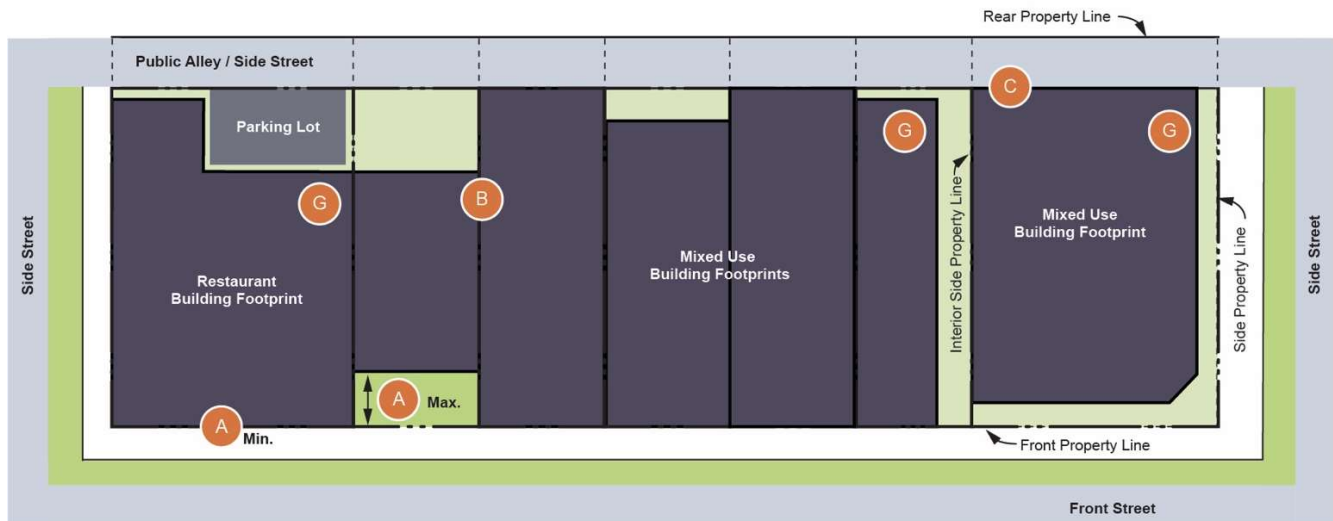 Rear Property Line
Public Alley / Side Street
Parking Lot
C
G
G
G
B
Side Street
Restaurant
Building Footprint
Mixed Use
Building Footprints
Interior Side Property Line
Mixed Use
Building Footprint
Side Property Line
Side Street
A
Max.
A
Min.
Front Property Line
Front Street